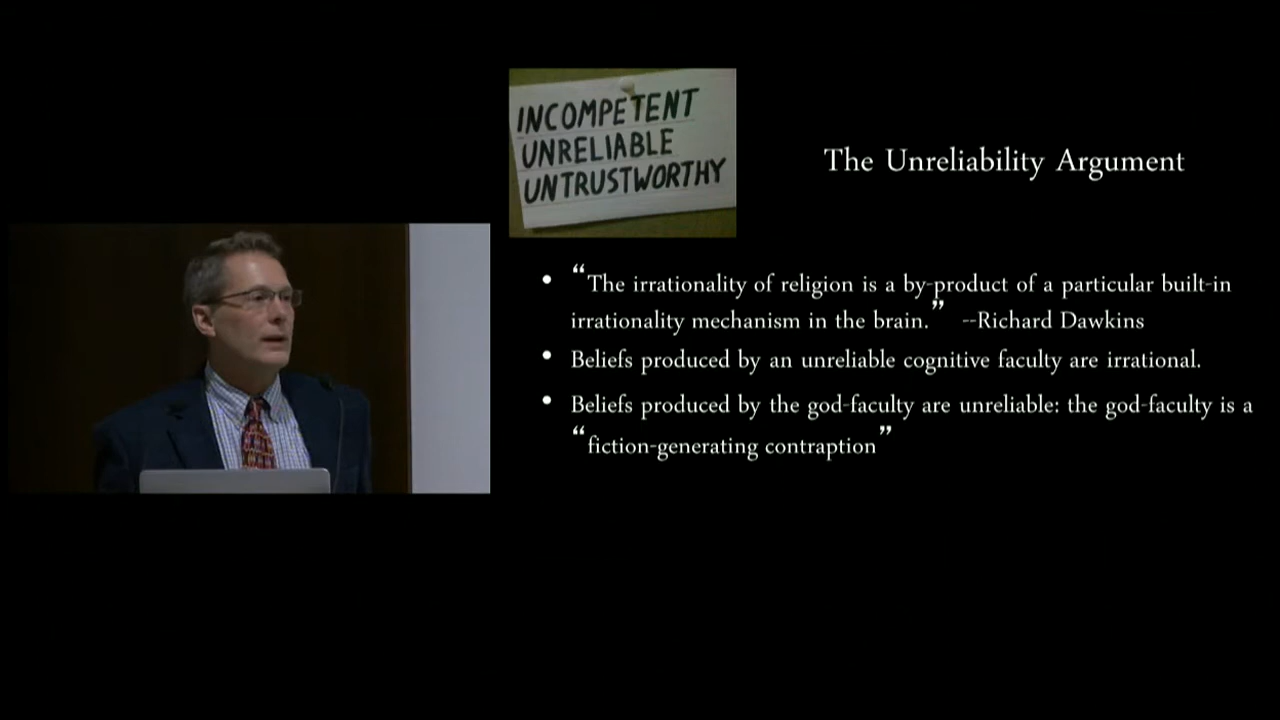 INCOMPETENT
UNRELIABLE
UNTRUSTWORTHY
The Unreliability Argument
• “The irrationality of religion is a by-product of a particular built-in
irrationality mechanism in the brain.” --Richard Dawkins
• Beliefs produced by an unreliable cognitive faculty are irrational.
• Beliefs produced by the god-faculty are unreliable: the god-faculty is a
“fiction-generating contraption”